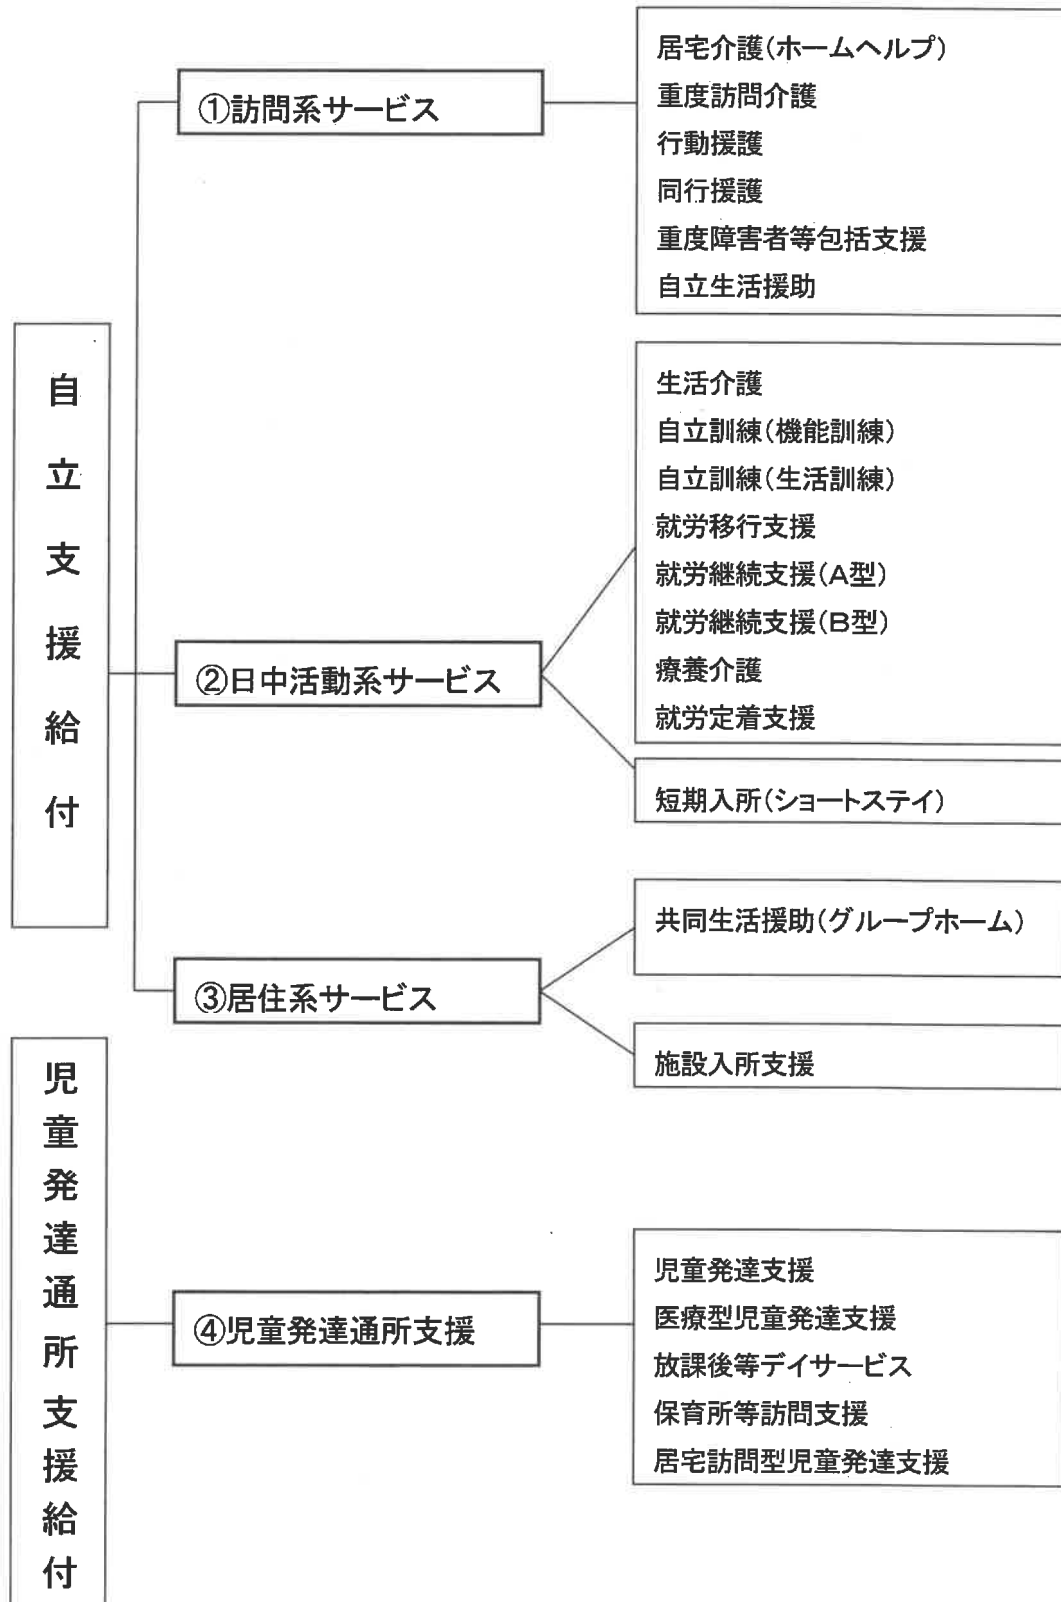 自立支援給付
①訪問系サービス
居宅介護(ホームヘルプ)
重度訪問介護
行動援護
同行援護
重度障害者等包括支援
自立生活援助
②日中活動系サービス
生活介護
自立訓練(機能訓練)
自立訓練(生活訓練)
就労移行支援
就労継続支援(A型)
就労継続支援(B型)
療養介護
就労定着支援
短期入所(ショートステイ)
③居住系サービス
共同生活援助(グループホーム)
施設入所支援
児童発達通所支援給付
④児童発達通所支援
児童発達支援
医療型児童発達支援
放課後等デイサービス
保育所等訪問支援
居宅訪問型児童発達支援